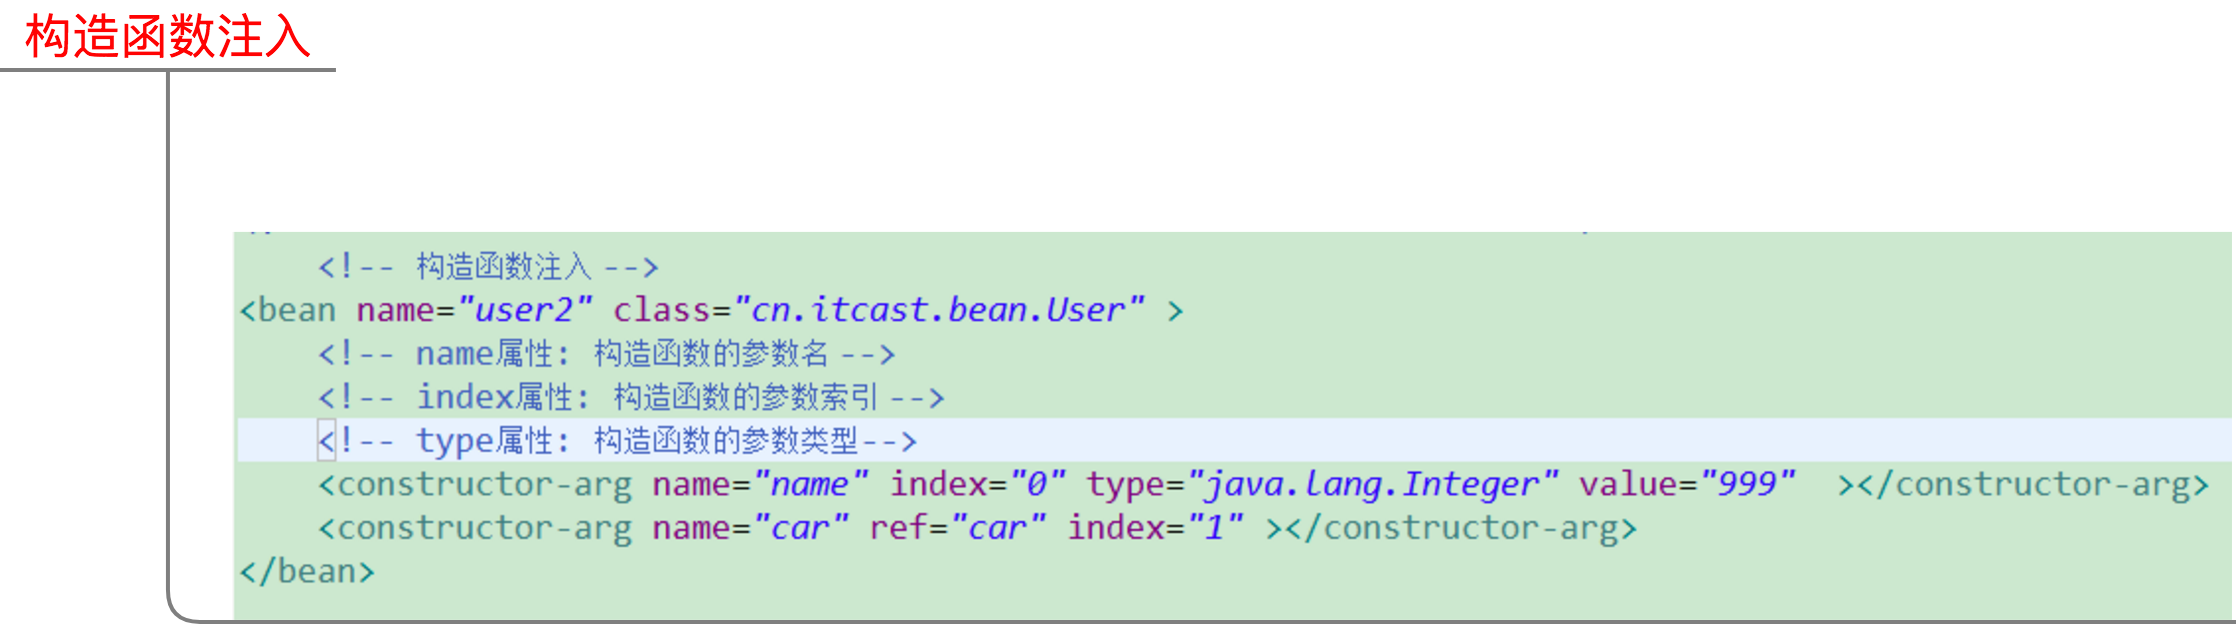 构造函数注入
<!-- 构造函数注入 -->
<bean name="user2" class="cn.itcast.bean.User" >
<!-- name属性: 构造函数的参数名 -->
<!-- index属性: 构造函数的参数索引 -->
<!-- type属性: 构造函数的参数类型-->
<constructor-arg name="name" index="0" type="java.lang.Integer" value="999"  ></constructor-arg>
<constructor-arg name="car" ref="car" index="1" ></constructor-arg>
</bean>